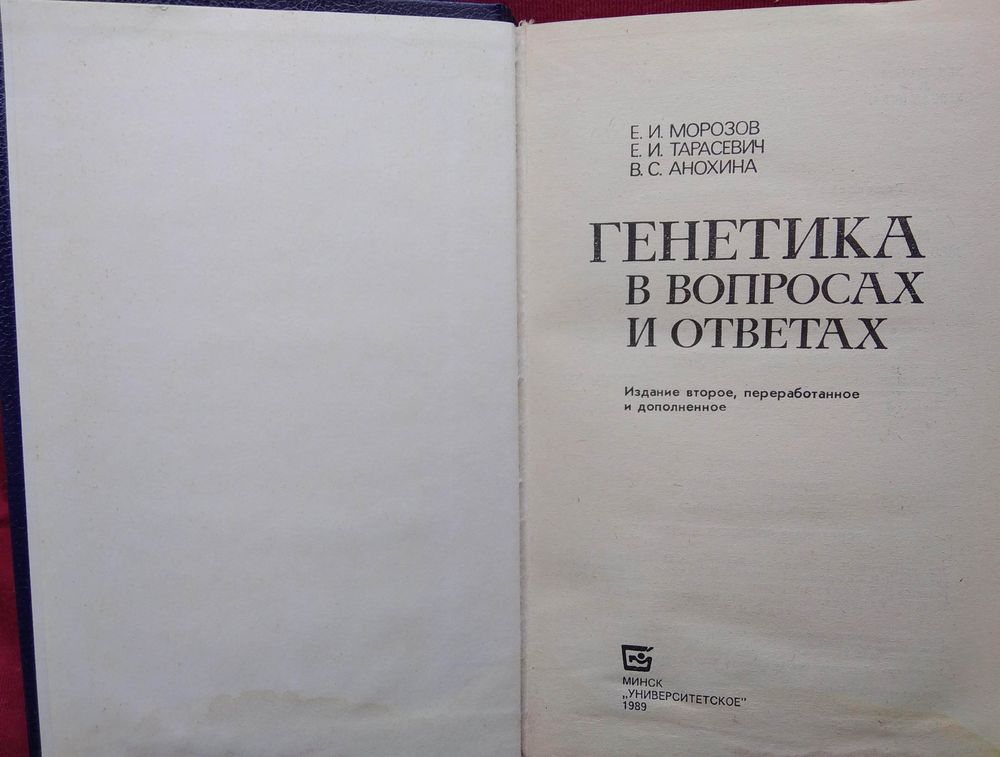 Е. И. МОРОЗОВ
Е. И. ТАРАСЕВИЧ
В. С. АНОХИНА
ГЕНЕТИКА
В ВОПРОСАХ
И ОТВЕТАХ
Издание второе, переработанное
и дополненное
МИНСК
„УНИВЕРСИТЕТСКОЕ"
1989